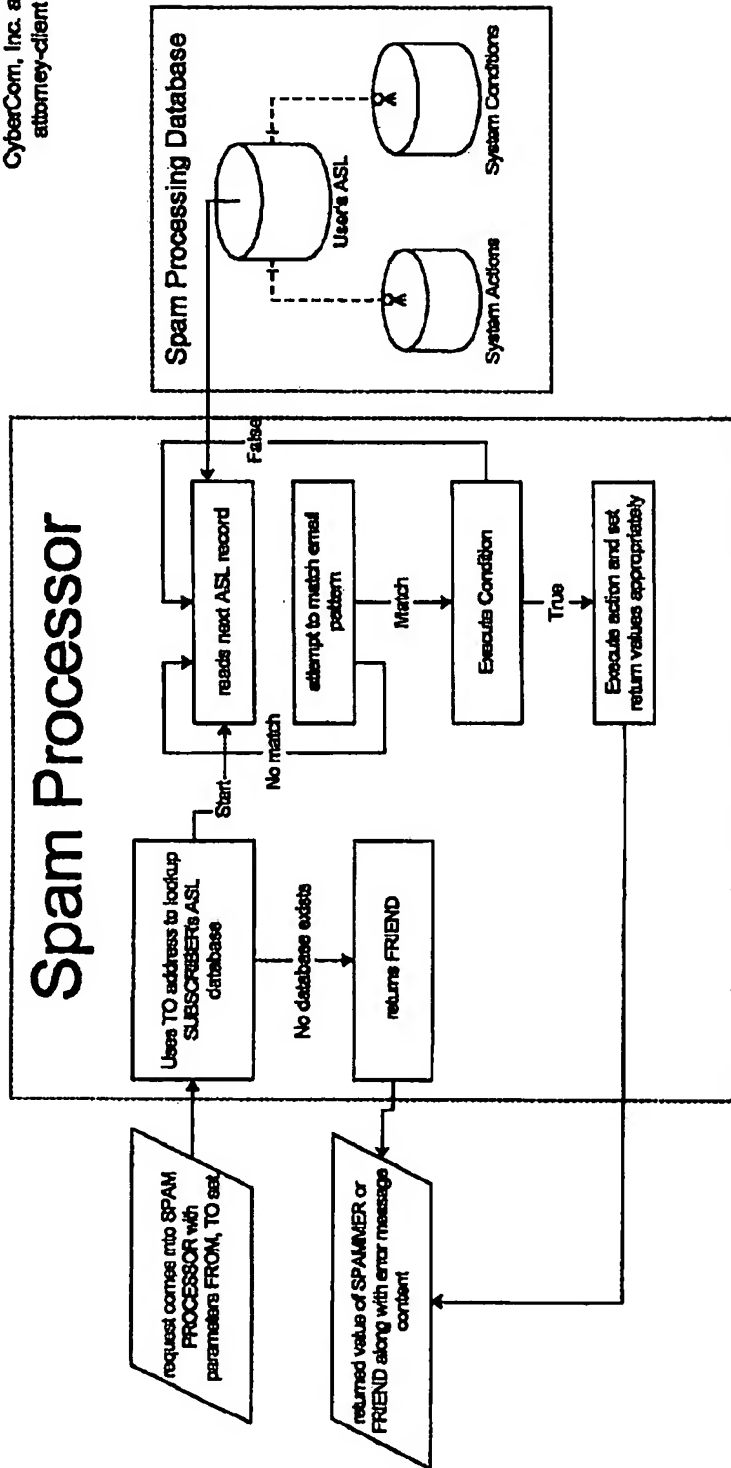 CyberCom, Inc. a
attorney-client
Spam Processor
Spam Processing Database
request comes into SPAM
PROCESSOR with
parameters FROM, TO set
Uses TO address to lookup
SUBSCRIBER's ASL
database
Start
reads next ASL record
False
No match
attempt to match email
pattern
Match
Execute Condition
True
Execute action and set
return values appropriately
No database exists
returns FRIEND
returned value of SPAMMER or
FRIEND along with error message
content
User's ASL
System Actions
System Conditions